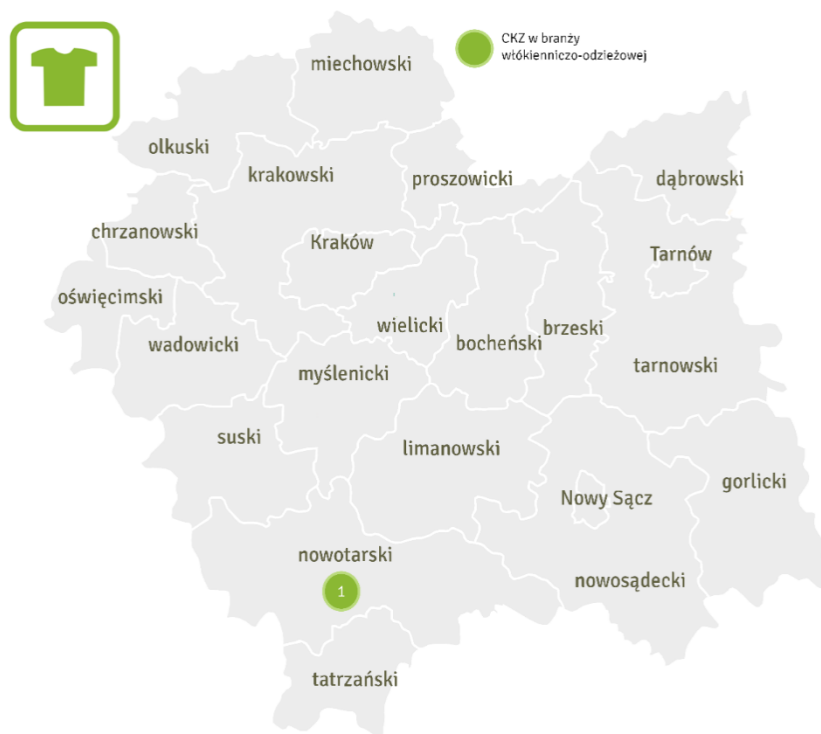 CKZ w branży
włókienniczo-odzieżowej
miechowski
olkuski
krakowski
proszowicki
dąbrowski
chrzanowski
Kraków
Tarnów
oświęcimski
wielicki
brzeski
wadowicki
bocheński
tarnowski
myślenicki
suski
limanowski
gorlicki
Nowy Sącz
nowotarski
nowosądecki
1
tatrzański